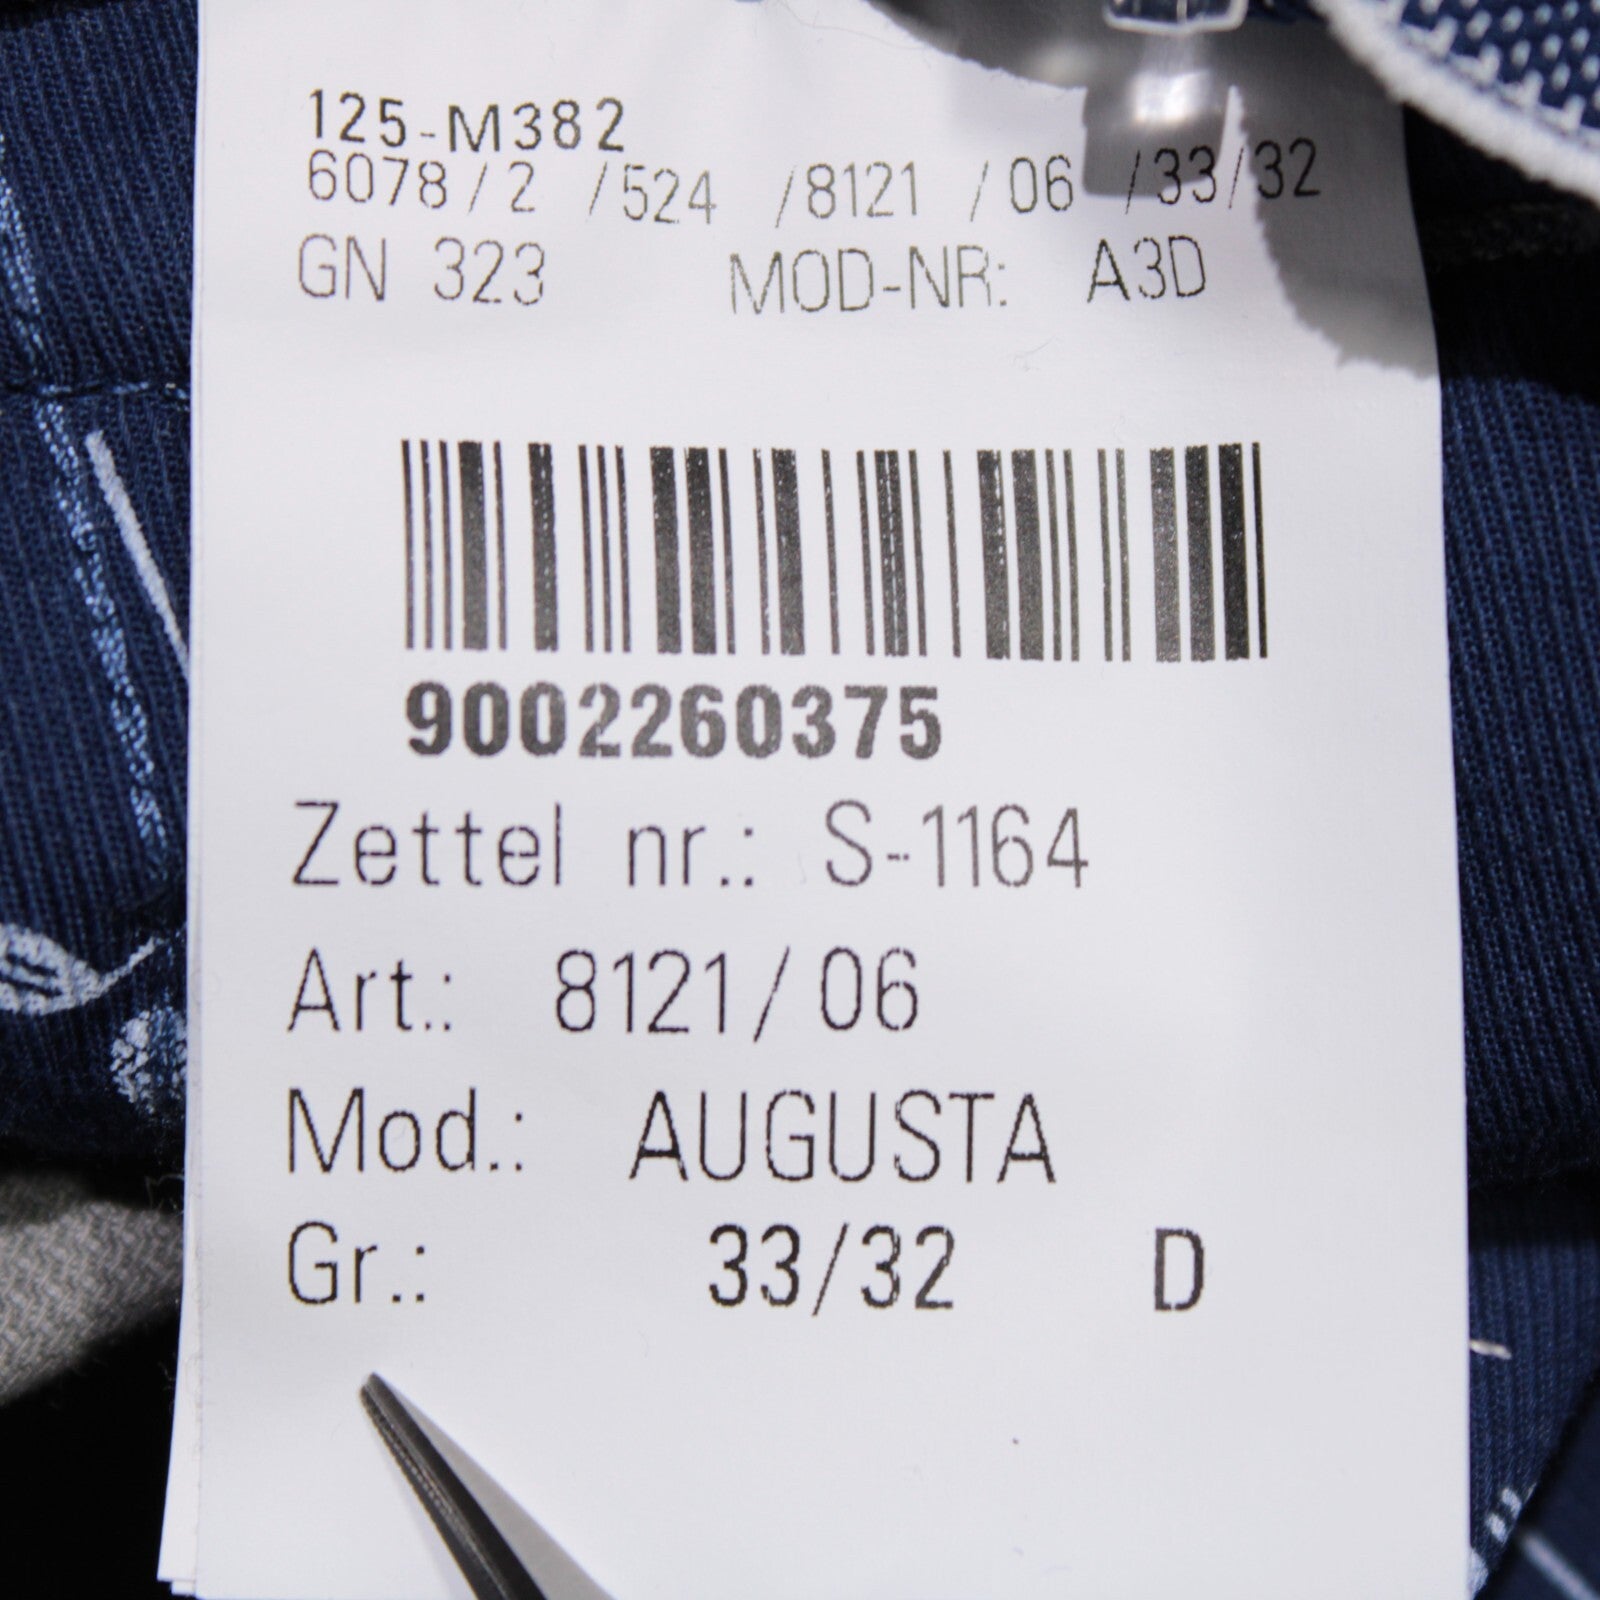 125-M382
6078/2 /524 /8121 /06 /33/32
GN 323 MOD-NR: A3D
9002260375
Zettel nr.: S-1164
Art.: 8121/06
Mod.: AUGUSTA
Gr.: 33/32 D